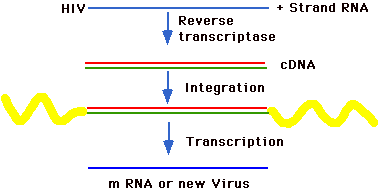 HIV + Strand RNA
Reverse
transcriptase
cDNA
Integration
Transcription
m RNA or new Virus